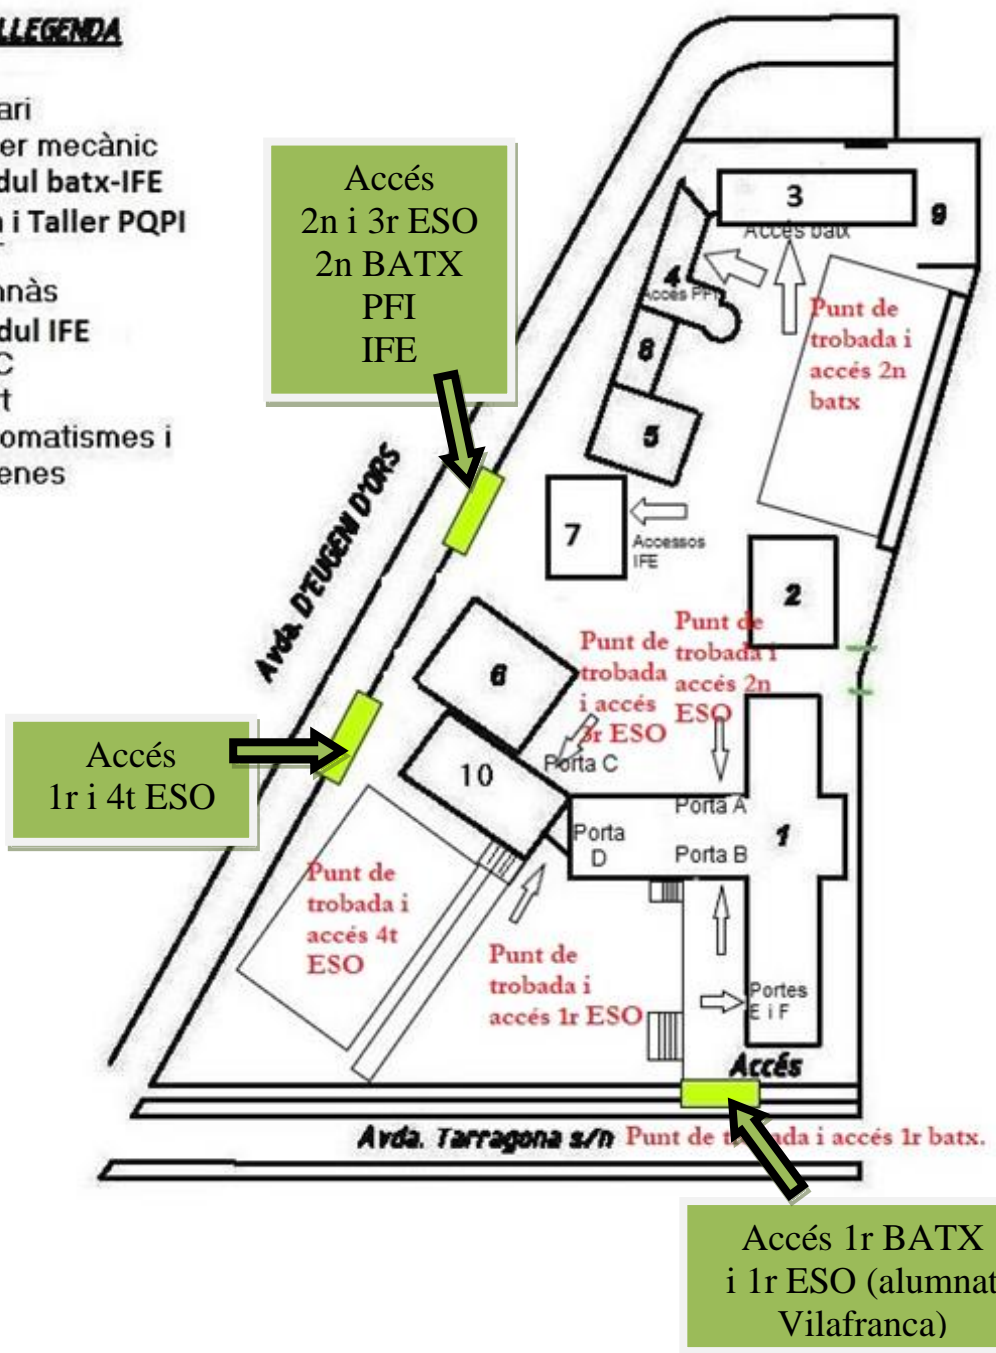 LLEGENDA
ari
er mecànic
dul batx-IFE
i Taller PQPI
nnàs
dul IFE
C
t
omatismes i
enes
Accés
2n i 3r ESO
2n BATX
PFI
IFE
3
9
Accés batx
4
Accés PFI
Punt de
trobada i
accés 2n
batx
8
5
7
Accessos
IFE
2
Avda. D'EUGENI D'ORS
Punt de
trobada i
accés 2n
ESO
Punt de
trobada
i accés
3r ESO
6
Accés
1r i 4t ESO
Porta C
10
Porta A
Porta
D
Porta B
1
Punt de
trobada i
accés 4t
ESO
Punt de
trobada i
accés 1r ESO
Portes
E i F
Accés
Avda. Tarragona s/n
Punt de t ada i accés 1r batx.
Accés 1r BATX
i 1r ESO (alumnat
Vilafranca)